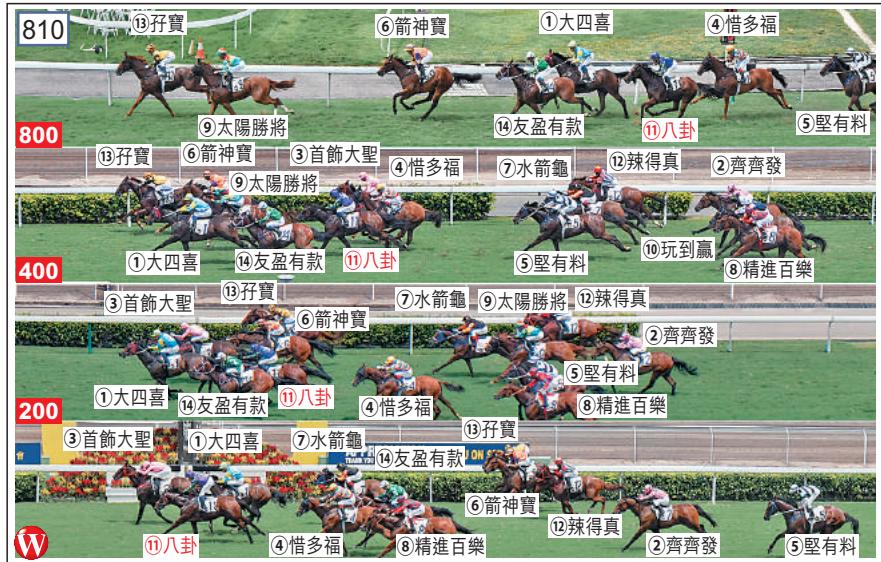 810
⑬孖寶 ⑥箭神寶 ①大四喜 ④惜多福
⑨太陽勝將 ⑭友盈有款 ⑪八卦 ⑤堅有料
800
⑬孖寶 ⑥箭神寶 ③首飾大聖 ④惜多福 ⑦水箭龜 ⑫辣得真 ②齊齊發
⑨太陽勝將
①大四喜 ⑭友盈有款 ⑪八卦 ⑤堅有料 ⑩玩到贏 ⑧精進百樂
400
③首飾大聖 ⑬孖寶 ⑥箭神寶 ⑦水箭龜 ⑨太陽勝將 ⑫辣得真 ②齊齊發
①大四喜 ⑭友盈有款 ⑪八卦 ④惜多福 ⑤堅有料 ⑧精進百樂
200
③首飾大聖 ①大四喜 ⑦水箭龜 ⑭友盈有款 ⑬孖寶
⑥箭神寶 ⑫辣得真
⑪八卦 ④惜多福 ⑧精進百樂 ②齊齊發 ⑤堅有料
W